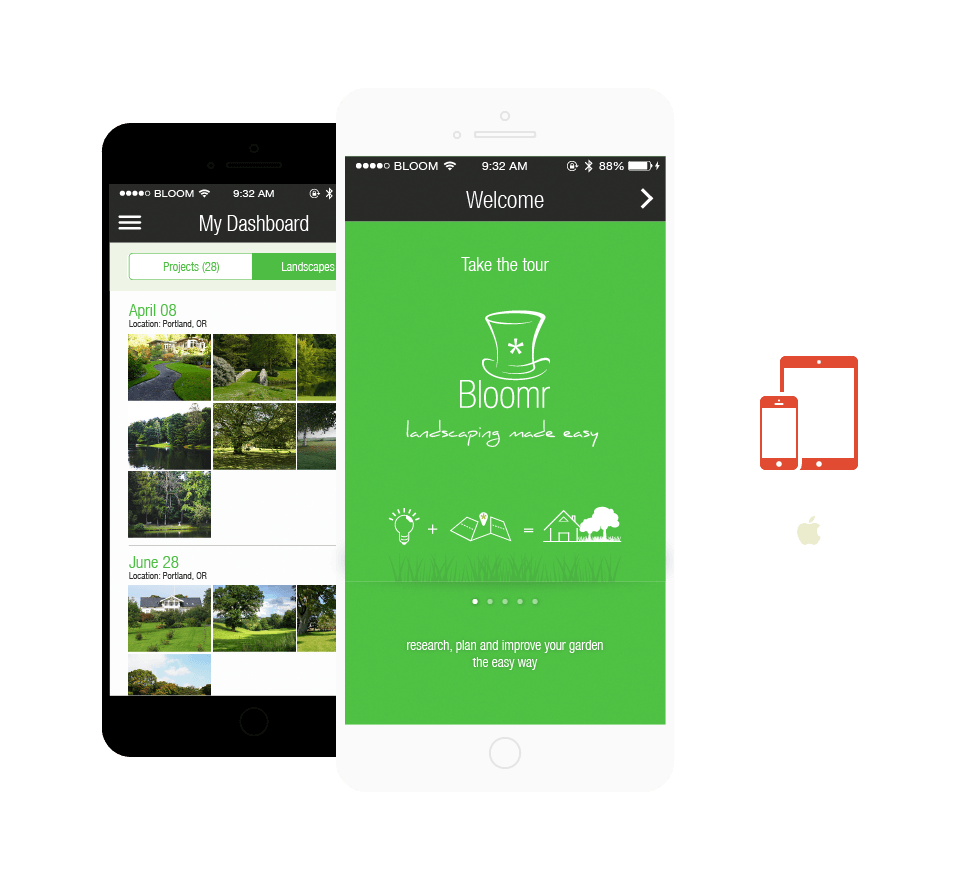 BLOOM 9:32 AM
My Dashboard
Projects (28) Landscapes
April 08
Location: Portland, OR
June 28
Location: Portland, OR
BLOOM 9:32 AM 88%
Welcome
Take the tour
*
Bloomr
landscaping made easy
+ =
research, plan and improve your garden
the easy way